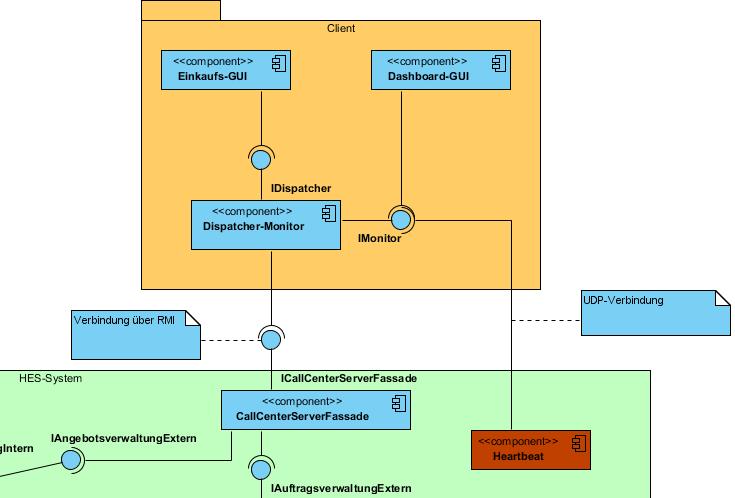 Client
<<component>>
Einkaufs-GUI
<<component>>
Dashboard-GUI
IDispatcher
<<component>>
Dispatcher-Monitor
IMonitor
UDP-Verbindung
Verbindung über RMI
HES-System
ICallCenterServerFassade
<<component>>
CallCenterServerFassade
IAngebotsverwaltungExtern
<<component>>
Heartbeat
gIntern
IAuftragsverwaltungExtern